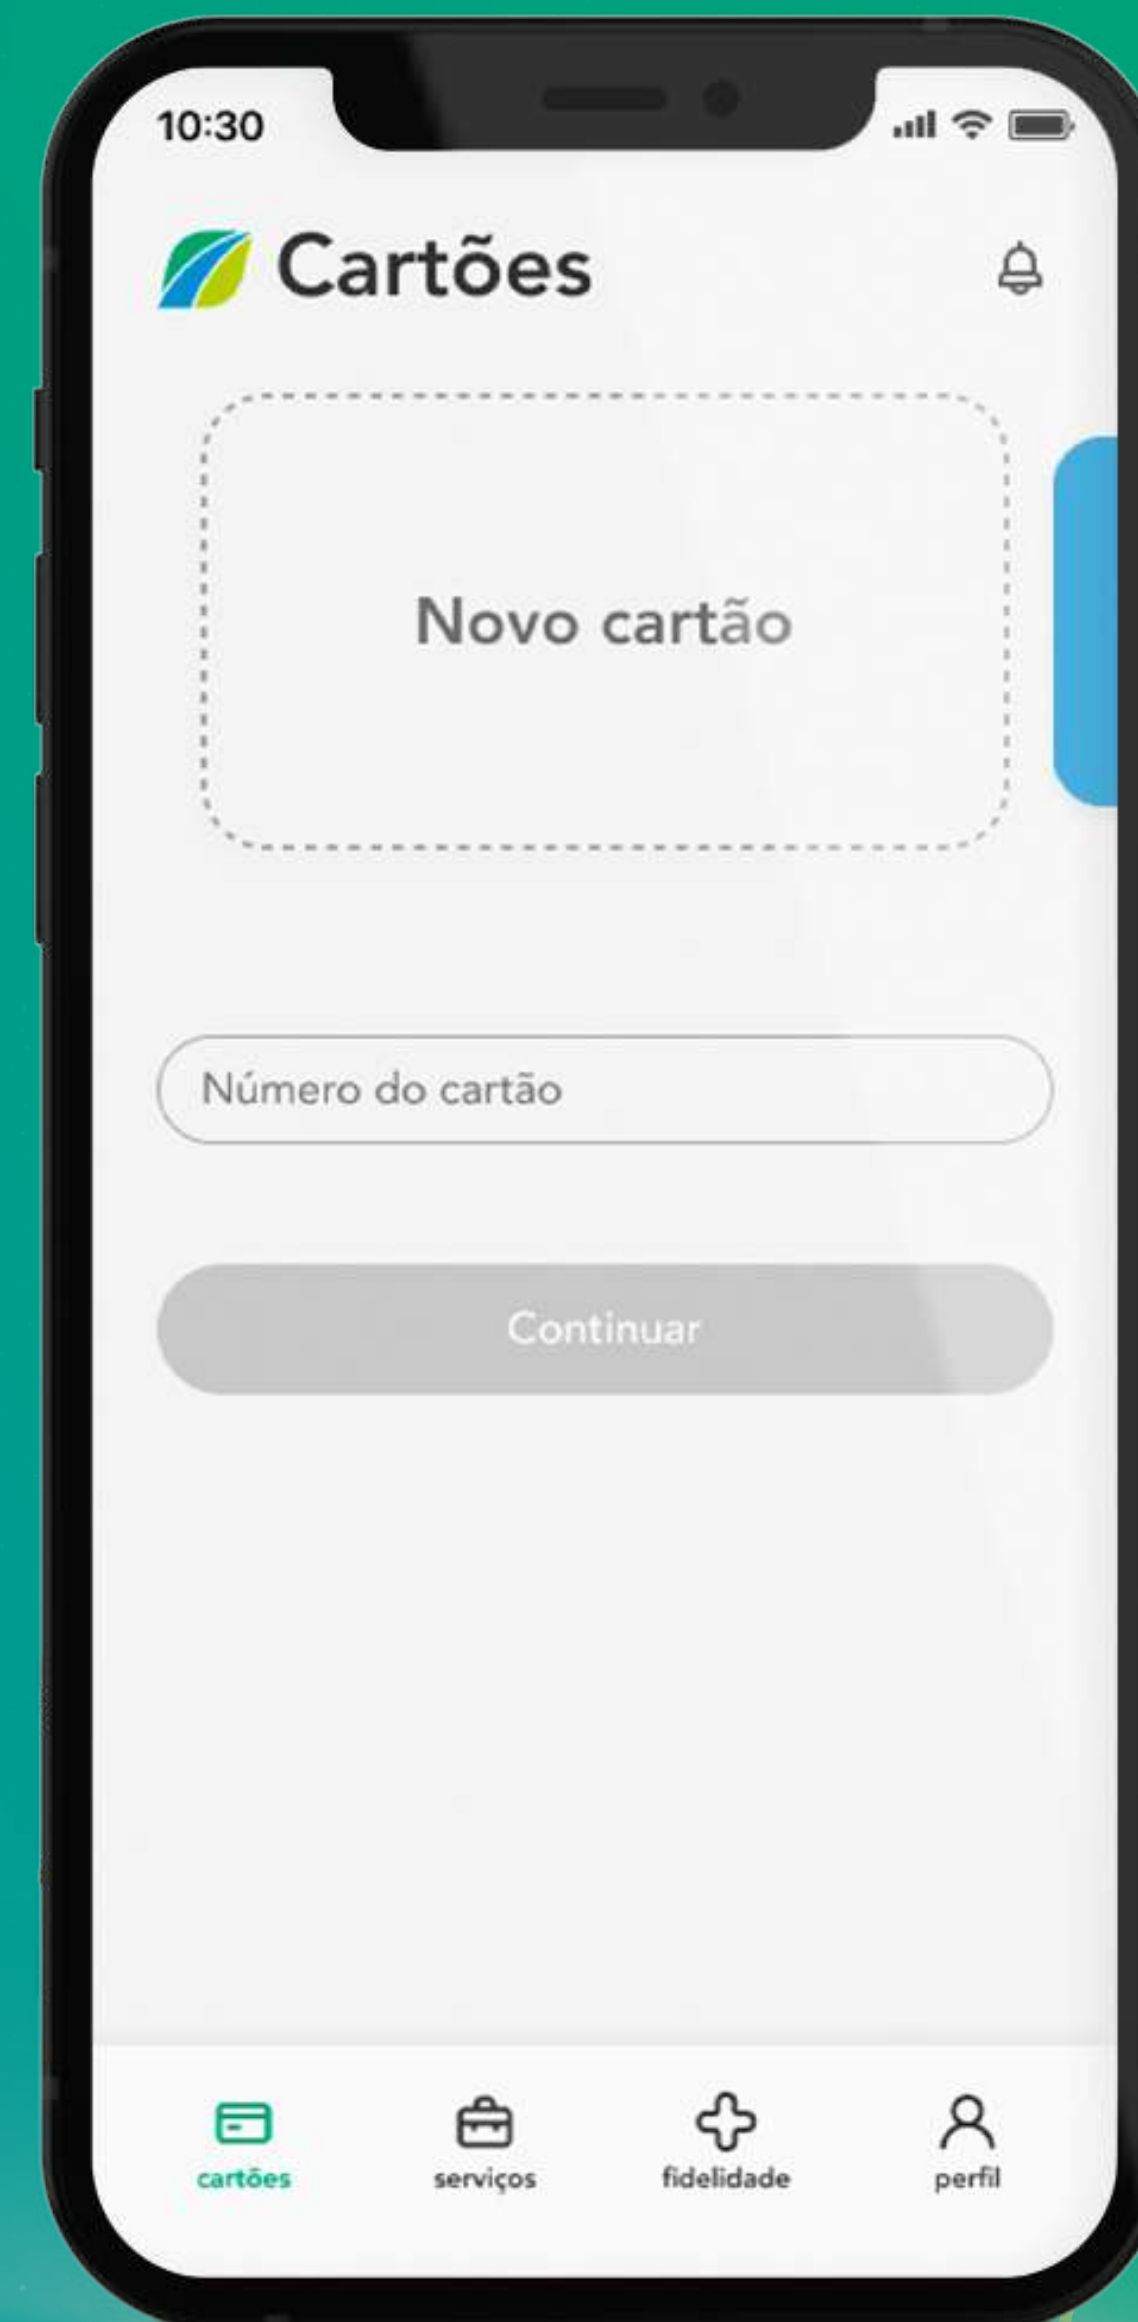 10:30
Cartões
Novo cartão
Número do cartão
Continuar
cartões
serviços
fidelidade
perfil